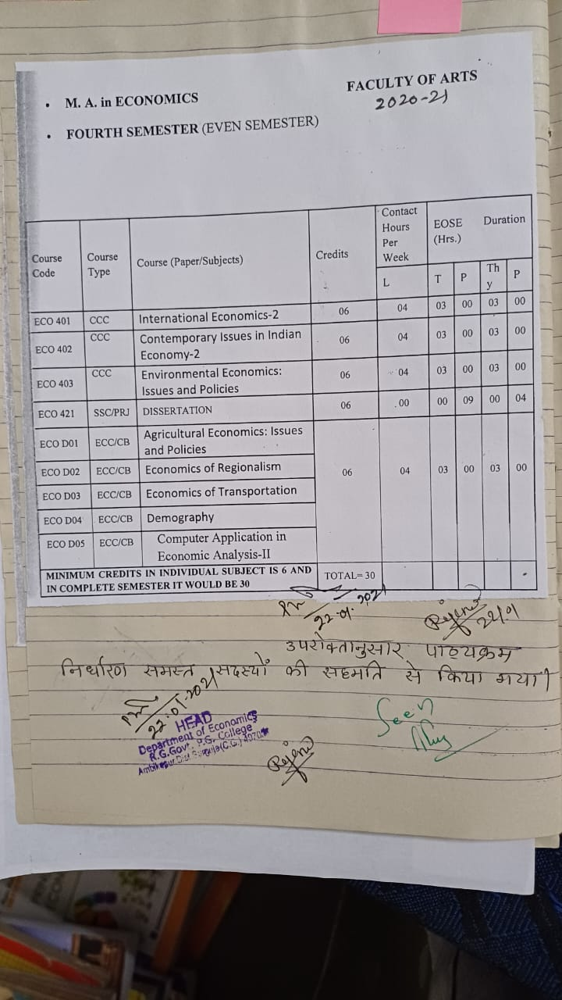 FACULTY OF ARTS
2020-21
• M. A. in ECONOMICS
• FOURTH SEMESTER (EVEN SEMESTER)
Course Code Course Type Course (Paper/Subjects) Credits Contact Hours Per Week EOSE Duration (Hrs.)
L T P Thy P
ECO 401 CCC International Economics-2 06 04 03 00 03 00
ECO 402 CCC Contemporary Issues in Indian Economy-2 06 04 03 00 03 00
ECO 403 CCC Environmental Economics: Issues and Policies 06 04 03 00 03 00
ECO 421 SSC/PRJ DISSERTATION 06 00 00 09 00 04
ECO D01 ECC/CB Agricultural Economics: Issues and Policies
ECO D02 ECC/CB Economics of Regionalism 06 04 03 00 03 00
ECO D03 ECC/CB Economics of Transportation
ECO D04 ECC/CB Demography
ECO D05 ECC/CB Computer Application in Economic Analysis-II
MINIMUM CREDITS IN INDIVIDUAL SUBJECT IS 6 AND IN COMPLETE SEMESTER IT WOULD BE 30 TOTAL=30
22.01.2021
22/01
उपरोक्तानुसार पाठ्यक्रम
निर्धारण समस्त सदस्यों की सहमति से किया गया।
22.01.2021
HEAD
Department of Economics
R.G.Govt. P.G. College
Ambikapur Dist Surguja (C.G.)
Seen